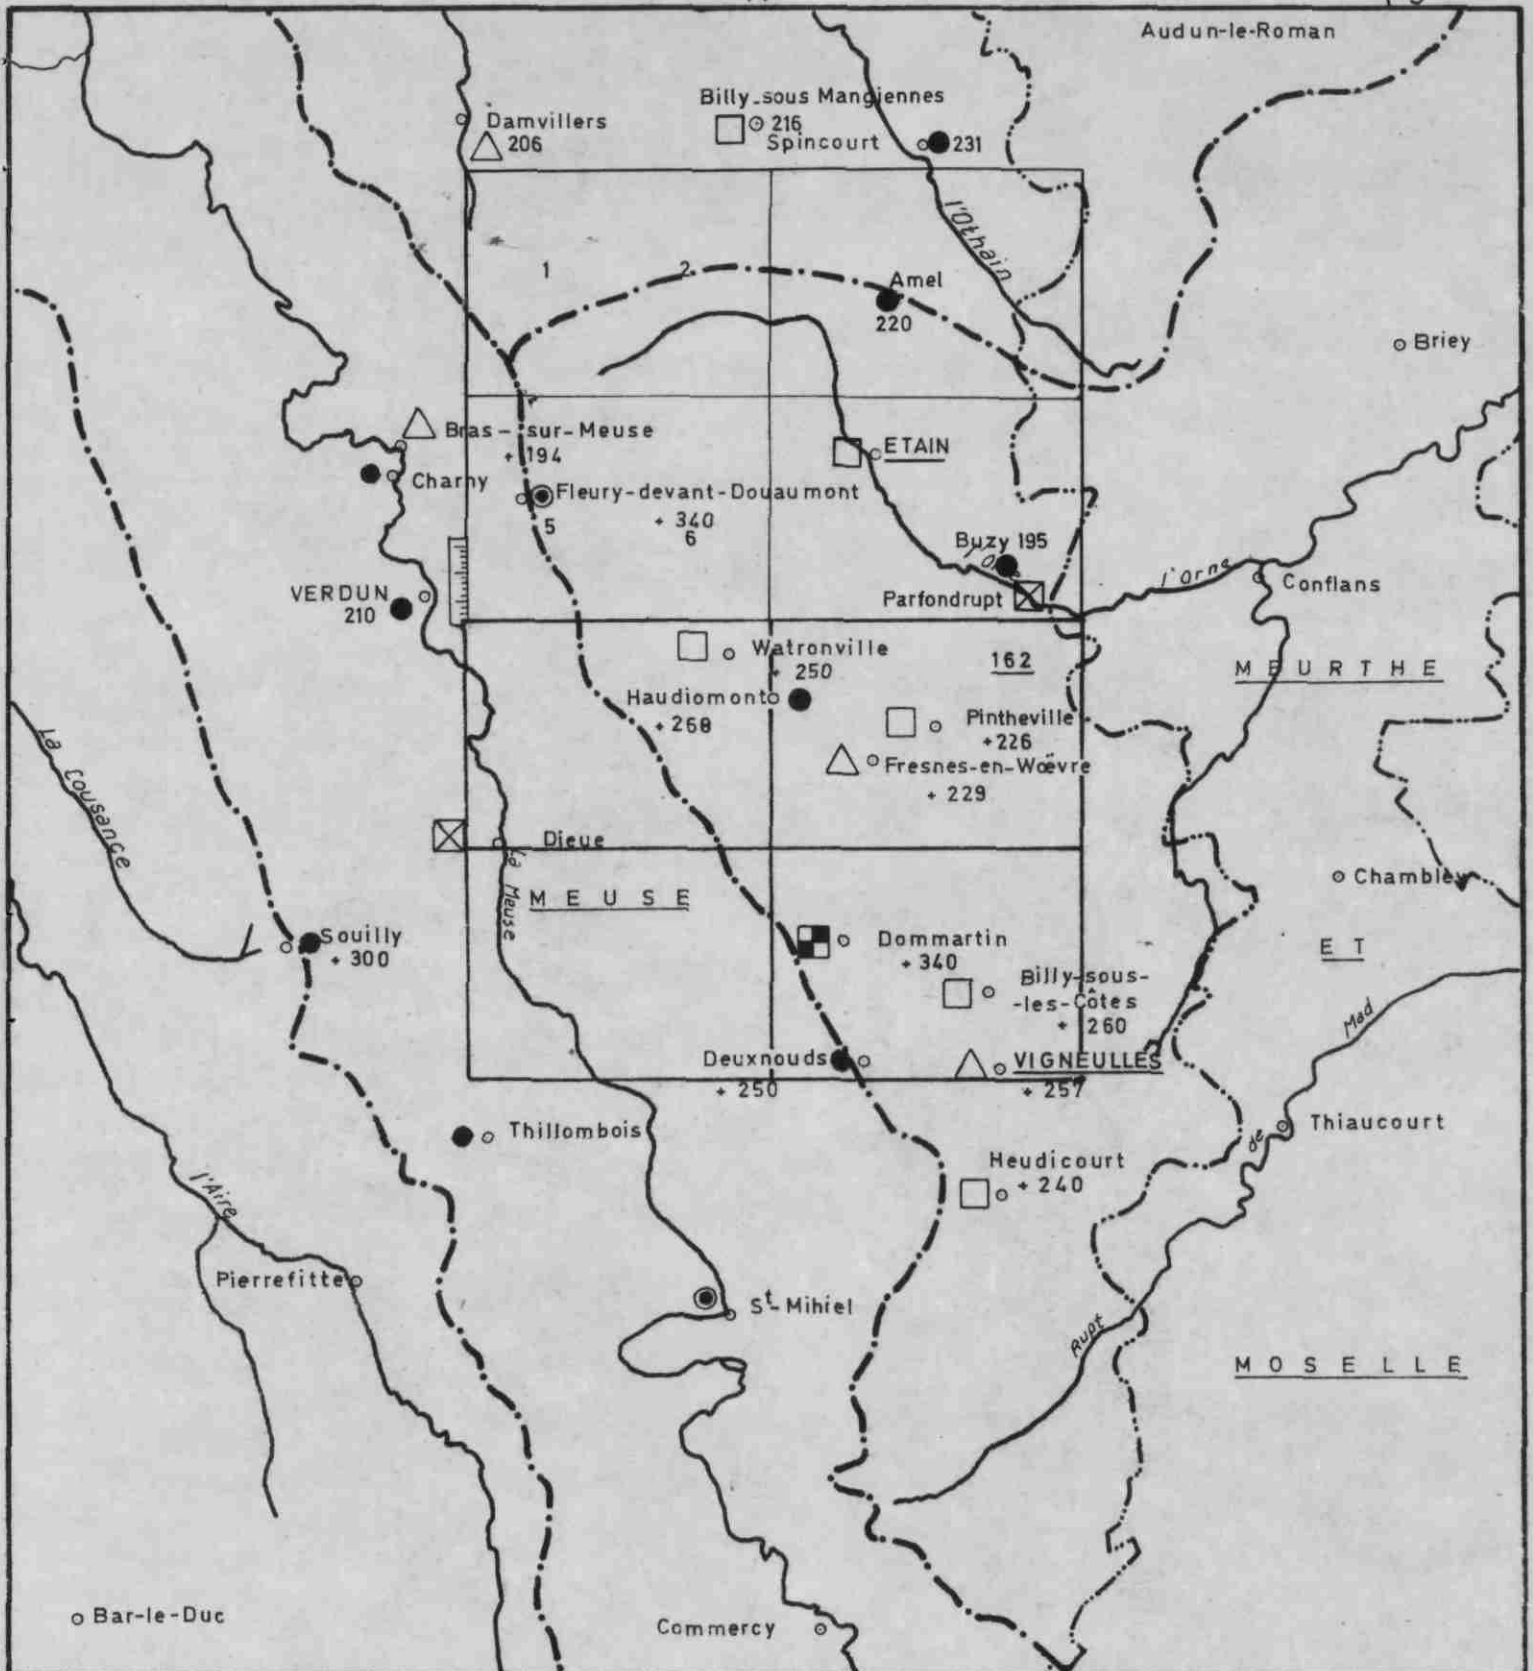 Audun-le-Roman
Billy-sous Mangiennes
216
Damvillers
206
Spincourt
231
l'Othain
1
2
Amel
220
Briey
Bras-sur-Meuse
+ 194
ETAIN
Charny
Fleury-devant-Douaumont
+ 340
5
6
Buzy 195
l'Orne
Conflans
VERDUN
210
Parfondrupt
Watronville
+ 250
162
MEURTHE
Haudiomont
+ 268
Pintheville
+226
Fresnes-en-Woëvre
+ 229
La Cousance
Dieue
La Meuse
MEUSE
Chambley
Souilly
+ 300
Dommartin
+ 340
ET
Billy-sous-
-les-Côtes
+ 260
Mad
Deuxnouds
+ 250
VIGNEULLES
+ 257
Thillombois
de
Thiaucourt
Heudicourt
+ 240
l'Aire
Pierrefitte
St-Mihiel
Rupt
MOSELLE
Bar-le-Duc
Commercy